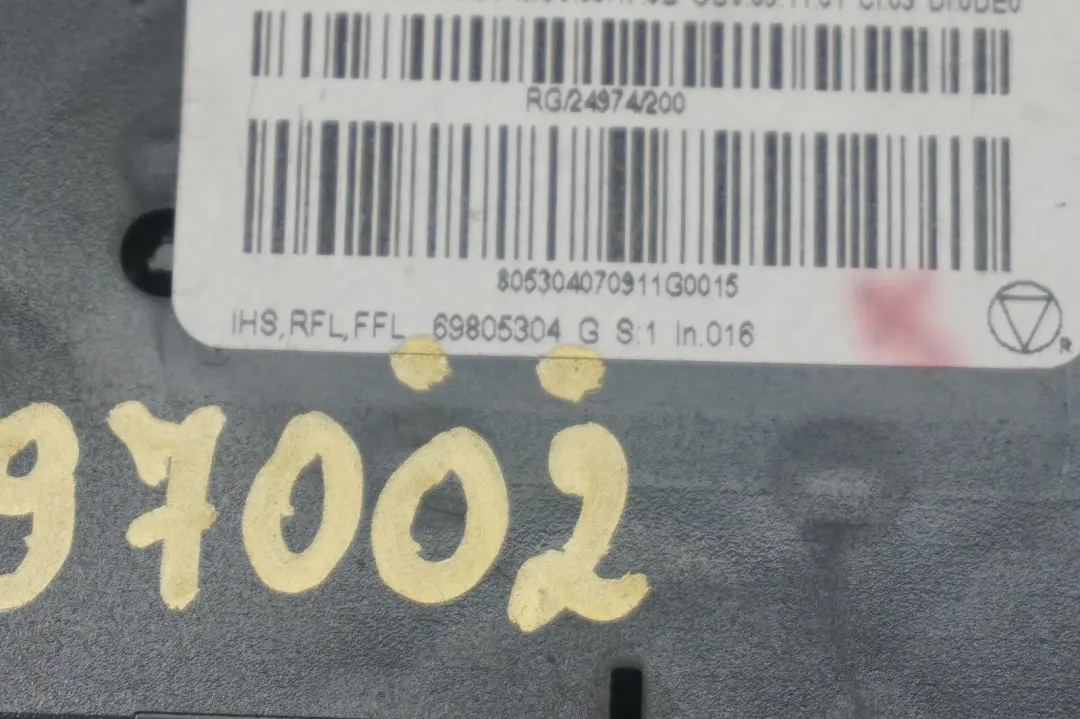 RG/24974/200
805304070911G0015
IHS, RFL, FFL 69805304 G S:1 In.016
R
97002